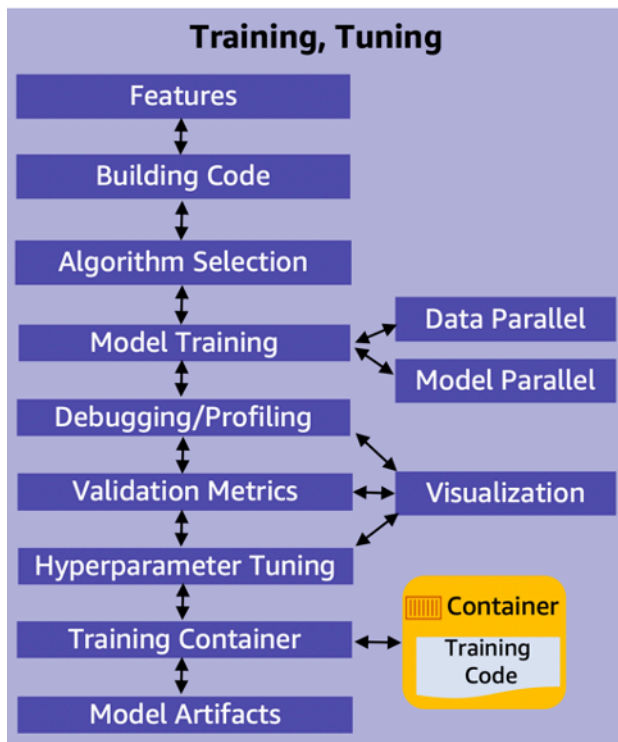 Training, Tuning
Features
Building Code
Algorithm Selection
Model Training
Data Parallel
Model Parallel
Debugging/Profiling
Validation Metrics
Visualization
Hyperparameter Tuning
Training Container
Container
Training
Code
Model Artifacts